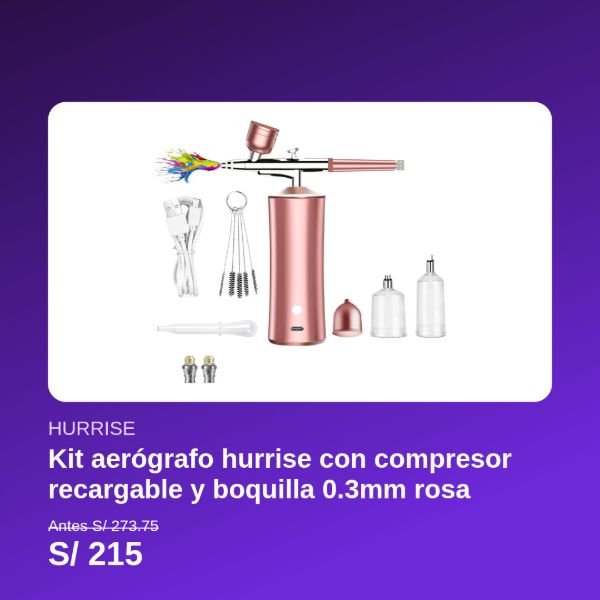 HURRISE
Kit aerógrafo hurrise con compresor
recargable y boquilla 0.3mm rosa
Antes S/ 273.75
S/ 215